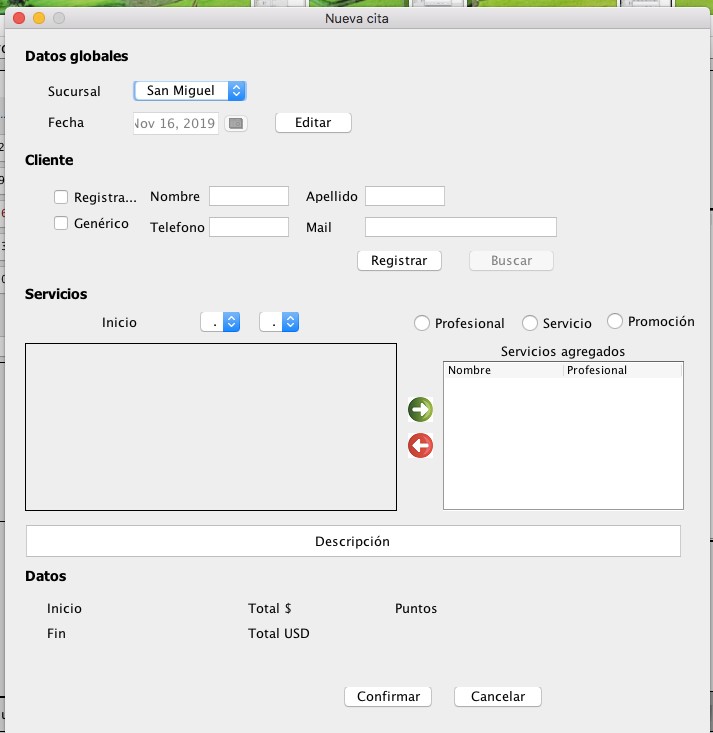 Nueva cita
Datos globales
Sucursal San Miguel
Fecha Nov 16, 2019 Editar
Cliente
Registra... Nombre Apellido
Genérico Telefono Mail
Registrar Buscar
Servicios
Inicio . . Profesional Servicio Promoción
Servicios agregados
Nombre Profesional
Descripción
Datos
Inicio Total $ Puntos
Fin Total USD
Confirmar Cancelar